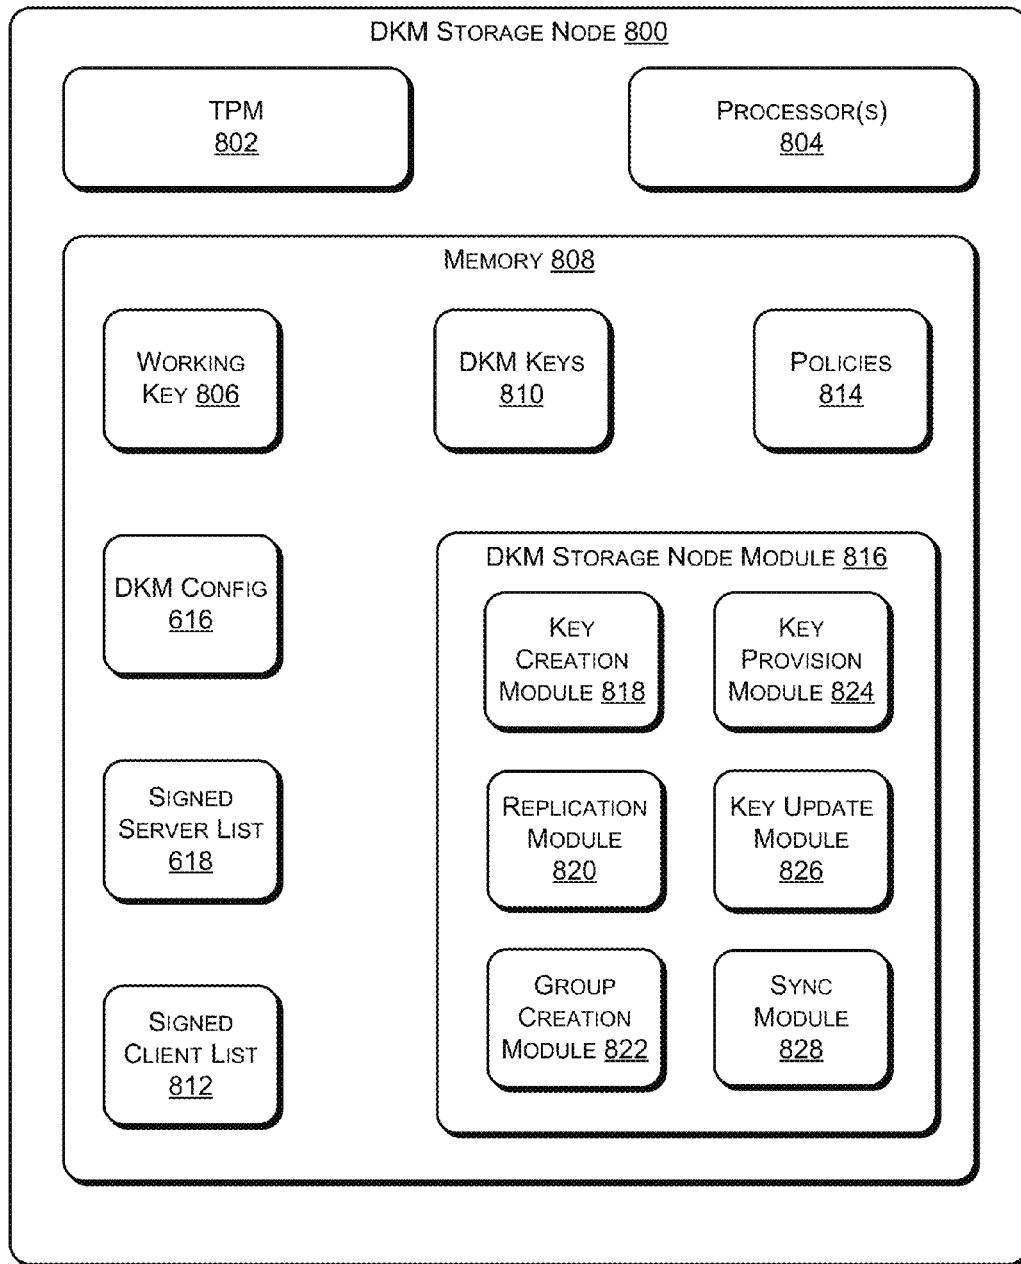 DKM STORAGE NODE 800
TPM
802
PROCESSOR(S)
804
MEMORY 808
WORKING
KEY 806
DKM KEYS
810
POLICIES
814
DKM CONFIG
616
SIGNED
SERVER LIST
618
SIGNED
CLIENT LIST
812
DKM STORAGE NODE MODULE 816
KEY
CREATION
MODULE 818
KEY
PROVISION
MODULE 824
REPLICATION
MODULE
820
KEY UPDATE
MODULE
826
GROUP
CREATION
MODULE 822
SYNC
MODULE
828